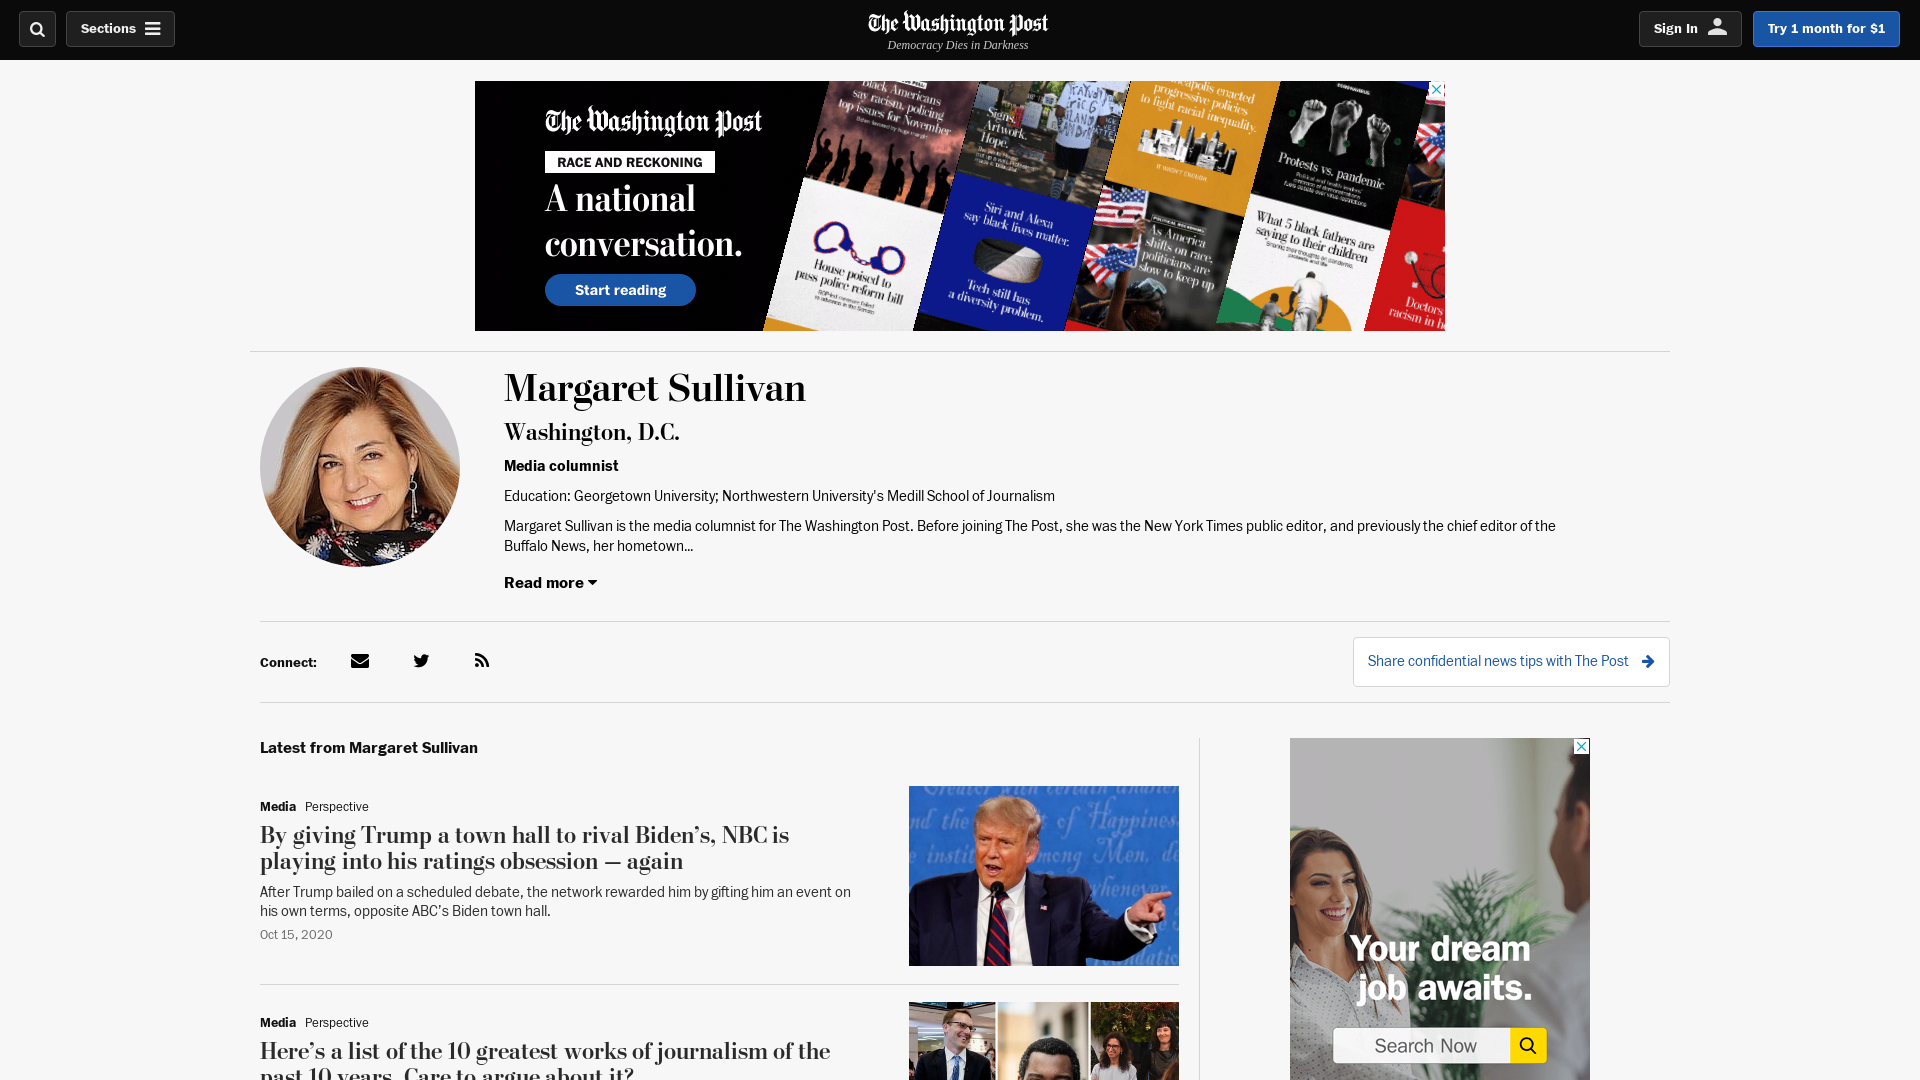 Sections
The Washington Post
Democracy Dies in Darkness
Sign In
Try 1 month for $1
The Washington Post
RACE AND RECKONING
A national
conversation.
Start reading
Black Americans
say racism, policing
top issues for November
Signs.
Artwork.
Hope.
progressive policies
to fight racial inequality.
IT WASN'T ENOUGH.
CORONAVIRUS
Protests vs. pandemic
House poised to
pass police reform bill
Siri and Alexa
say black lives matter.
Tech still has
a diversity problem.
POLITICAL RECKONING
As America
shifts on race,
politicians are
slow to keep up
What 5 black fathers are
saying to their children
Doctors
racism in
Margaret Sullivan
Washington, D.C.
Media columnist
Education: Georgetown University; Northwestern University's Medill School of Journalism
Margaret Sullivan is the media columnist for The Washington Post. Before joining The Post, she was the New York Times public editor, and previously the chief editor of the
Buffalo News, her hometown...
Read more
Connect:
Share confidential news tips with The Post
Latest from Margaret Sullivan
Media Perspective
By giving Trump a town hall to rival Biden’s, NBC is
playing into his ratings obsession — again
After Trump bailed on a scheduled debate, the network rewarded him by gifting him an event on
his own terms, opposite ABC’s Biden town hall.
Oct 15, 2020
Media Perspective
Here’s a list of the 10 greatest works of journalism of the
past 10 years. Care to argue about it?
Your dream
job awaits.
Search Now